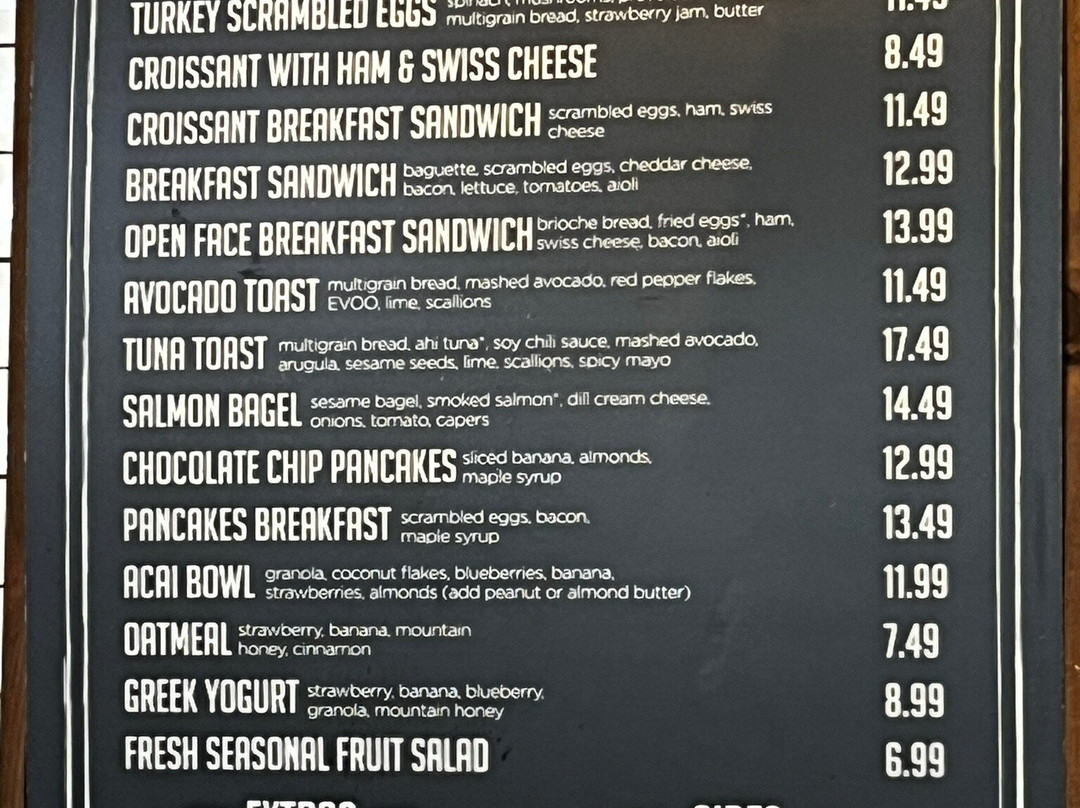 TURKEY SCRAMBLED EGGS
multigrain bread, strawberry jam, butter
CROISSANT WITH HAM & SWISS CHEESE 8.49
CROISSANT BREAKFAST SANDWICH scrambled eggs, ham, swiss 11.49
cheese
BREAKFAST SANDWICH baguette, scrambled eggs, cheddar cheese, 12.99
bacon, lettuce, tomatoes, aioli
OPEN FACE BREAKFAST SANDWICH brioche bread, fried eggs*, ham, 13.99
swiss cheese, bacon, aioli
AVOCADO TOAST multigrain bread, mashed avocado, red pepper flakes, 11.49
EVOO, lime, scallions
TUNA TOAST multigrain bread, ahi tuna*, soy chili sauce, mashed avocado, 17.49
arugula, sesame seeds, lime, scallions, spicy mayo
SALMON BAGEL sesame bagel, smoked salmon*, dill cream cheese, 14.49
onions, tomato, capers
CHOCOLATE CHIP PANCAKES sliced banana, almonds, 12.99
maple syrup
PANCAKES BREAKFAST scrambled eggs, bacon, 13.49
maple syrup
ACAI BOWL granola, coconut flakes, blueberries, banana, 11.99
strawberries, almonds (add peanut or almond butter)
OATMEAL strawberry, banana, mountain 7.49
honey, cinnamon
GREEK YOGURT strawberry, banana, blueberry, 8.99
granola, mountain honey
FRESH SEASONAL FRUIT SALAD 6.99